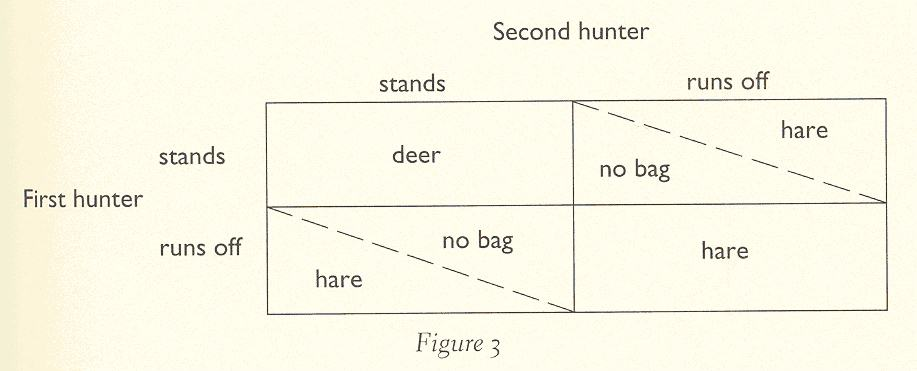 Second hunter
stands runs off
hare
stands deer
no bag
First hunter
no bag
runs off hare
hare
Figure 3